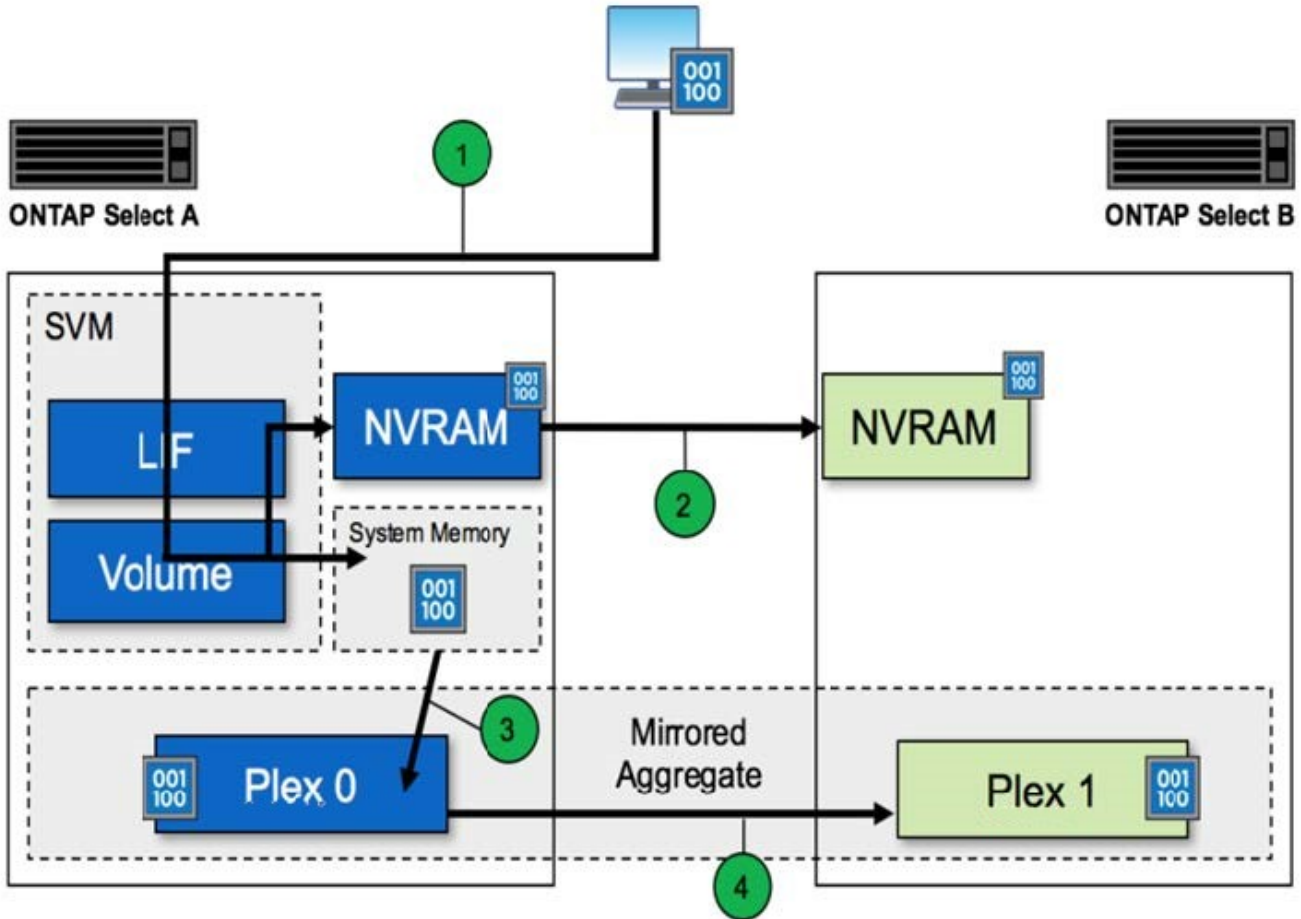 001
100
1
ONTAP Select A
ONTAP Select B
SVM
LIF
Volume
NVRAM
001
100
2
NVRAM
001
100
System Memory
001
100
3
Mirrored
Aggregate
001
100
Plex 0
Plex 1
001
100
4